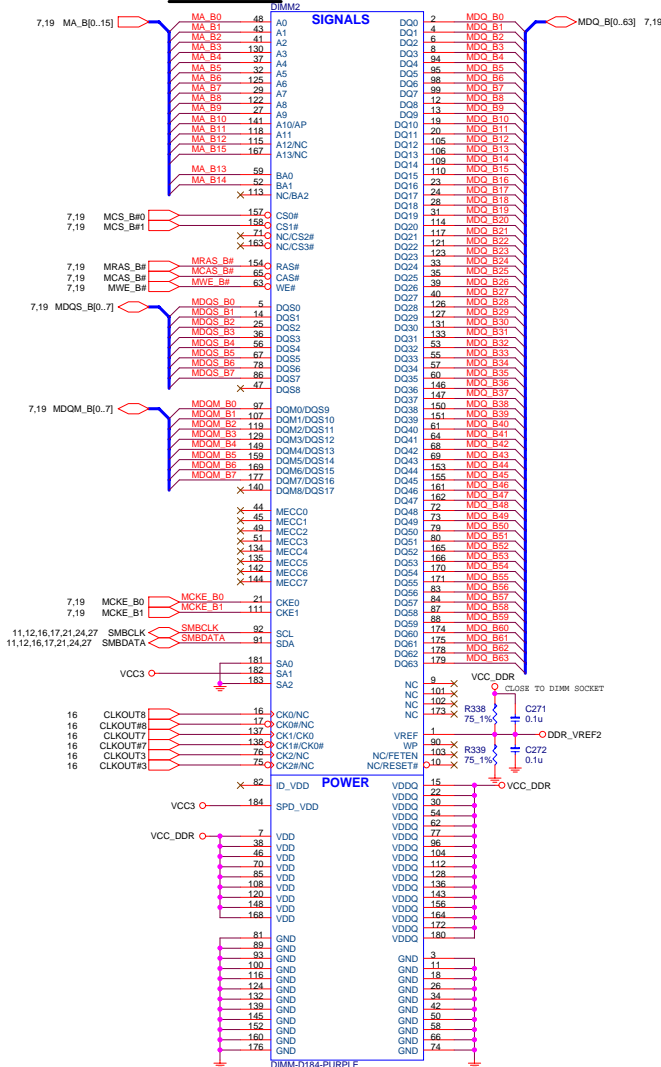 DIMM2
SIGNALS
7,19 MA_B[0..15]
MA_B0 48 A0
MA_B1 43 A1
MA_B2 41 A2
MA_B3 130 A3
MA_B4 37 A4
MA_B5 32 A5
MA_B6 125 A6
MA_B7 29 A7
MA_B8 122 A8
MA_B9 27 A9
MA_B10 141 A10/AP
MA_B11 118 A11
MA_B12 115 A12/NC
MA_B15 167 A13/NC
MA_B13 59 BA0
MA_B14 52 BA1
113 NC/BA2
7,19 MCS_B#0 157 CS0#
7,19 MCS_B#1 158 CS1#
71 NC/CS2#
163 NC/CS3#
7,19 MRAS_B# MRAS_B# 154 RAS#
7,19 MCAS_B# MCAS_B# 65 CAS#
7,19 MWE_B# MWE_B# 63 WE#
7,19 MDQS_B[0..7]
MDQS_B0 5 DQS0
MDQS_B1 14 DQS1
MDQS_B2 25 DQS2
MDQS_B3 36 DQS3
MDQS_B4 56 DQS4
MDQS_B5 67 DQS5
MDQS_B6 78 DQS6
MDQS_B7 86 DQS7
47 DQS8
7,19 MDQM_B[0..7]
MDQM_B0 97 DQM0/DQS9
MDQM_B1 107 DQM1/DQS10
MDQM_B2 119 DQM2/DQS11
MDQM_B3 129 DQM3/DQS12
MDQM_B4 149 DQM4/DQS13
MDQM_B5 159 DQM5/DQS14
MDQM_B6 169 DQM6/DQS15
MDQM_B7 177 DQM7/DQS16
140 DQM8/DQS17
44 MECC0
45 MECC1
49 MECC2
51 MECC3
134 MECC4
135 MECC5
142 MECC6
144 MECC7
7,19 MCKE_B0 MCKE_B0 21 CKE0
7,19 MCKE_B1 MCKE_B1 111 CKE1
11,12,16,17,21,24,27 SMBCLK SMBCLK 92 SCL
11,12,16,17,21,24,27 SMBDATA SMBDATA 91 SDA
181 SA0
VCC3 182 SA1
183 SA2
16 CLKOUT8 16 CK0/NC
16 CLKOUT#8 17 CK0#/NC
16 CLKOUT7 137 CK1/CK0
16 CLKOUT#7 138 CK1#/CK0#
16 CLKOUT3 76 CK2/NC
16 CLKOUT#3 75 CK2#/NC
MDQ_B[0..63] 7,19
DQ0 2 MDQ_B0
DQ1 4 MDQ_B1
DQ2 6 MDQ_B2
DQ3 8 MDQ_B3
DQ4 94 MDQ_B4
DQ5 95 MDQ_B5
DQ6 98 MDQ_B6
DQ7 99 MDQ_B7
DQ8 12 MDQ_B8
DQ9 13 MDQ_B9
DQ10 19 MDQ_B10
DQ11 20 MDQ_B11
DQ12 105 MDQ_B12
DQ13 106 MDQ_B13
DQ14 109 MDQ_B14
DQ15 110 MDQ_B15
DQ16 23 MDQ_B16
DQ17 24 MDQ_B17
DQ18 28 MDQ_B18
DQ19 31 MDQ_B19
DQ20 114 MDQ_B20
DQ21 117 MDQ_B21
DQ22 121 MDQ_B22
DQ23 123 MDQ_B23
DQ24 33 MDQ_B24
DQ25 35 MDQ_B25
DQ26 39 MDQ_B26
DQ27 40 MDQ_B27
DQ28 126 MDQ_B28
DQ29 127 MDQ_B29
DQ30 131 MDQ_B30
DQ31 133 MDQ_B31
DQ32 53 MDQ_B32
DQ33 55 MDQ_B33
DQ34 57 MDQ_B34
DQ35 60 MDQ_B35
DQ36 146 MDQ_B36
DQ37 147 MDQ_B37
DQ38 150 MDQ_B38
DQ39 151 MDQ_B39
DQ40 61 MDQ_B40
DQ41 64 MDQ_B41
DQ42 68 MDQ_B42
DQ43 69 MDQ_B43
DQ44 153 MDQ_B44
DQ45 155 MDQ_B45
DQ46 161 MDQ_B46
DQ47 162 MDQ_B47
DQ48 72 MDQ_B48
DQ49 73 MDQ_B49
DQ50 79 MDQ_B50
DQ51 80 MDQ_B51
DQ52 165 MDQ_B52
DQ53 166 MDQ_B53
DQ54 170 MDQ_B54
DQ55 171 MDQ_B55
DQ56 83 MDQ_B56
DQ57 84 MDQ_B57
DQ58 87 MDQ_B58
DQ59 88 MDQ_B59
DQ60 174 MDQ_B60
DQ61 175 MDQ_B61
DQ62 178 MDQ_B62
DQ63 179 MDQ_B63
NC 9
NC 101
NC 102
NC 173
VREF 1
WP 90
NC/FETEN 103
NC/RESET# 10
VCC_DDR
CLOSE TO DIMM SOCKET
R338 C271
75_1% 0.1u
DDR_VREF2
R339 C272
75_1% 0.1u
POWER
82 ID_VDD
VCC3 184 SPD_VDD
VCC_DDR 7 VDD
38 VDD
46 VDD
70 VDD
85 VDD
108 VDD
120 VDD
148 VDD
168 VDD
81 GND
89 GND
93 GND
100 GND
116 GND
124 GND
132 GND
139 GND
145 GND
152 GND
160 GND
176 GND
VDDQ 15 VCC_DDR
VDDQ 22
VDDQ 30
VDDQ 54
VDDQ 62
VDDQ 77
VDDQ 96
VDDQ 104
VDDQ 112
VDDQ 128
VDDQ 136
VDDQ 143
VDDQ 156
VDDQ 164
VDDQ 172
VDDQ 180
GND 3
GND 11
GND 18
GND 26
GND 34
GND 42
GND 50
GND 58
GND 66
GND 74
DIMM-D184-PURPLE